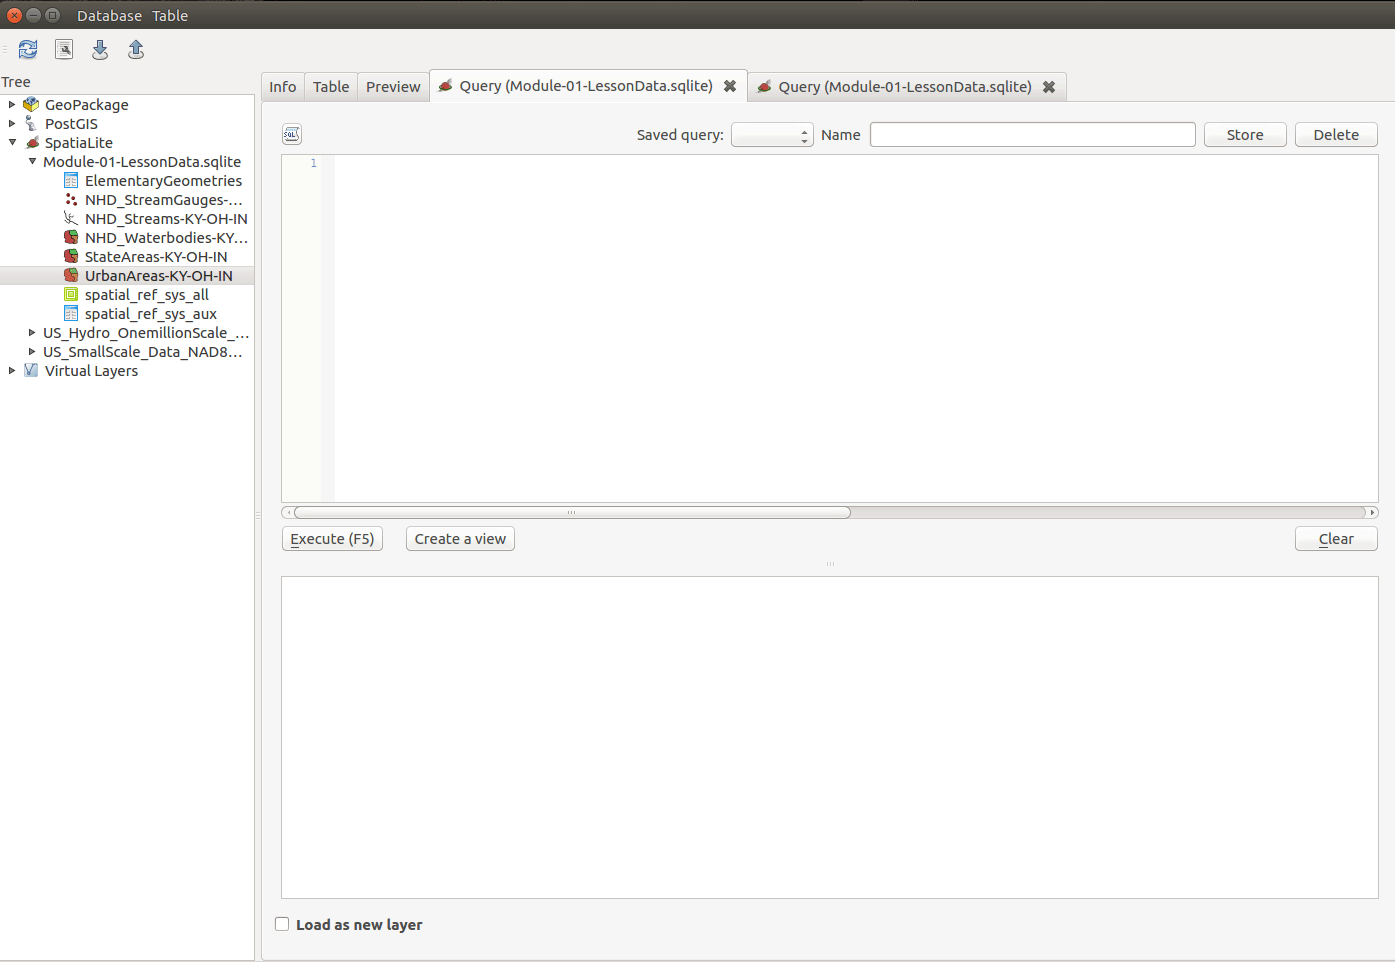 Database Table
Tree
GeoPackage
PostGIS
SpatiaLite
Module-01-LessonData.sqlite
ElementaryGeometries
NHD_StreamGauges-...
NHD_Streams-KY-OH-IN
NHD_Waterbodies-KY...
StateAreas-KY-OH-IN
UrbanAreas-KY-OH-IN
spatial_ref_sys_all
spatial_ref_sys_aux
US_Hydro_OnemillionScale_...
US_SmallScale_Data_NAD8...
Virtual Layers
Info Table Preview Query (Module-01-LessonData.sqlite) Query (Module-01-LessonData.sqlite)
SQL Saved query: Name Store Delete
1
Execute (F5) Create a view Clear
Load as new layer